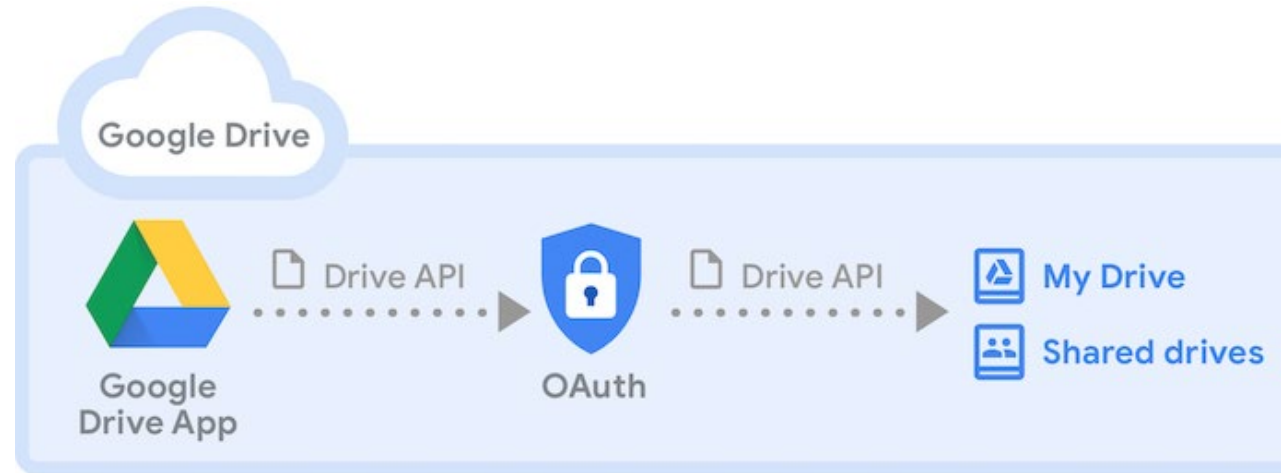 Google Drive
Drive API
Drive API
My Drive
Shared drives
Google
Drive App
OAuth